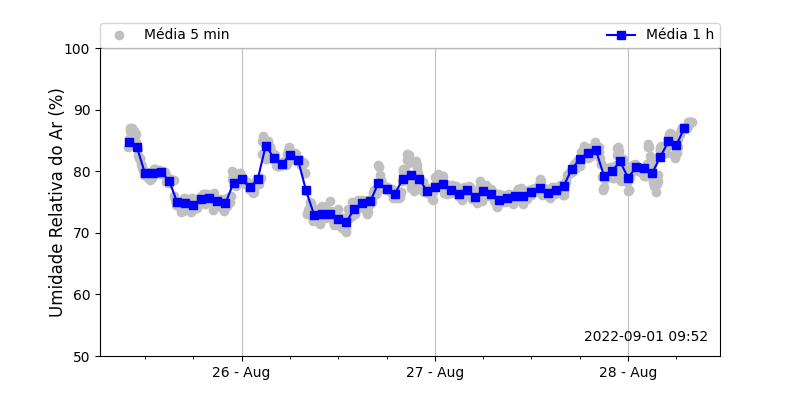 Média 5 min
Média 1 h
Umidade Relativa do Ar (%)
100
90
80
70
60
50
2022-09-01 09:52
26 - Aug
27 - Aug
28 - Aug